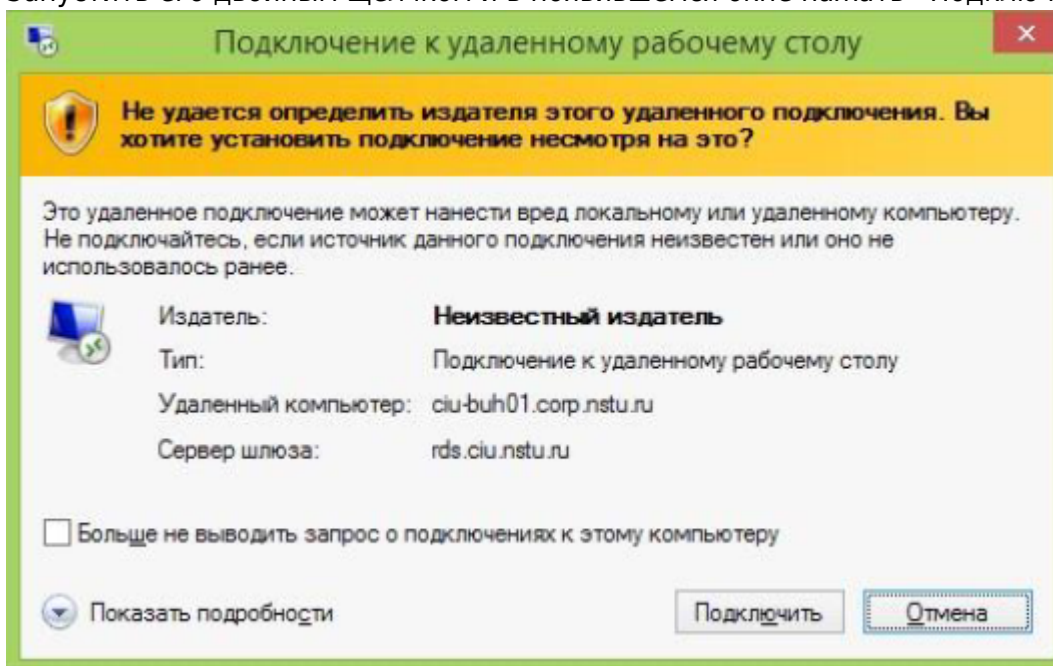 Подключение к удаленному рабочему столу
Не удается определить издателя этого удаленного подключения. Вы
хотите установить подключение несмотря на это?
Это удаленное подключение может нанести вред локальному или удаленному компьютеру.
Не подключайтесь, если источник данного подключения неизвестен или оно не
использовалось ранее.
Издатель: Неизвестный издатель
Тип: Подключение к удаленному рабочему столу
Удаленный компьютер: ciu-buh01.corp.nstu.ru
Сервер шлюза: rds.ciu.nstu.ru
Больше не выводить запрос о подключениях к этому компьютеру
Показать подробности Подключить Отмена